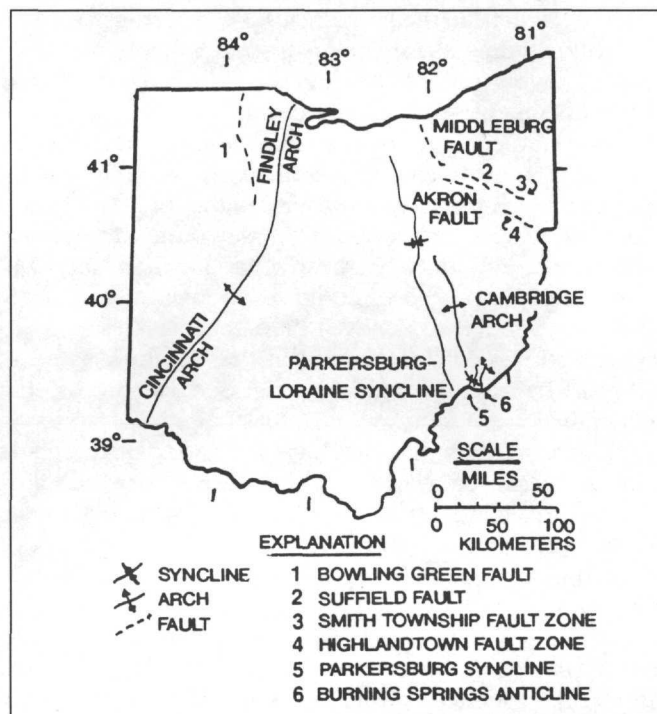 84°
83°
82°
81°
MIDDLEBURG
FAULT
FINDLEY
ARCH
1
41°
2
3
AKRON
FAULT
4
40°
CAMBRIDGE
ARCH
CINCINNATI
ARCH
PARKERSBURG-
LORAINE SYNCLINE
5
6
39°
SCALE
MILES
0 50
0 50 100
KILOMETERS
EXPLANATION
SYNCLINE
ARCH
FAULT
1 BOWLING GREEN FAULT
2 SUFFIELD FAULT
3 SMITH TOWNSHIP FAULT ZONE
4 HIGHLANDTOWN FAULT ZONE
5 PARKERSBURG SYNCLINE
6 BURNING SPRINGS ANTICLINE